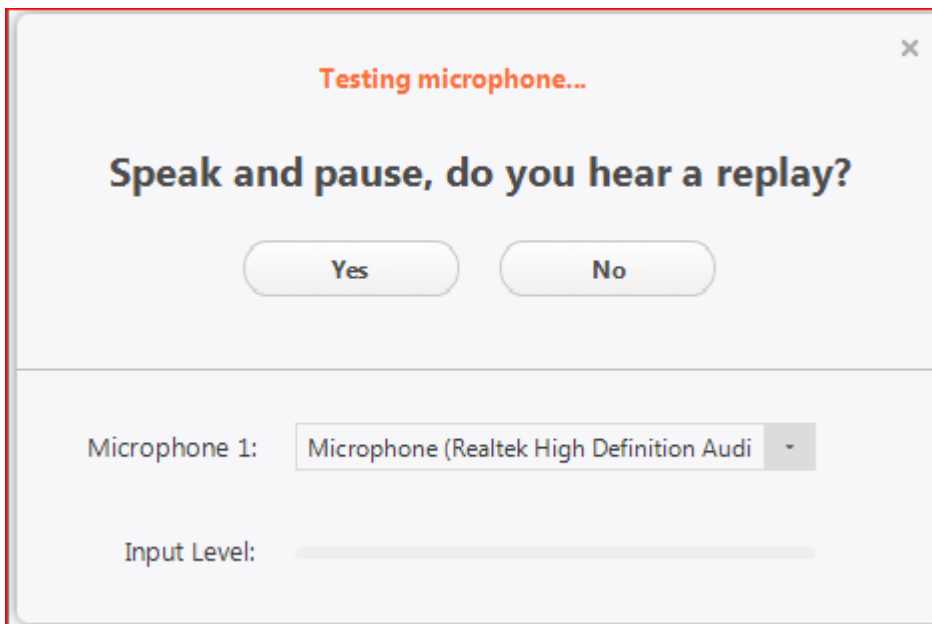 Testing microphone...
Speak and pause, do you hear a replay?
Yes
No
Microphone 1:
Microphone (Realtek High Definition Audi
Input Level: